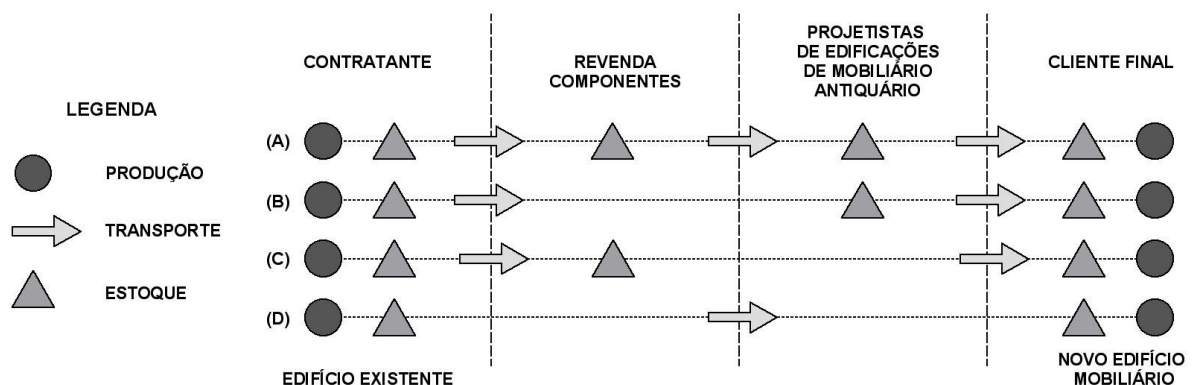 PROJETISTAS
DE EDIFICAÇÕES
DE MOBILIÁRIO
ANTIQUÁRIO
CONTRATANTE
REVENDA
COMPONENTES
CLIENTE FINAL
LEGENDA
PRODUÇÃO
TRANSPORTE
ESTOQUE
(A)
(B)
(C)
(D)
EDIFÍCIO EXISTENTE
NOVO EDIFÍCIO
MOBILIÁRIO